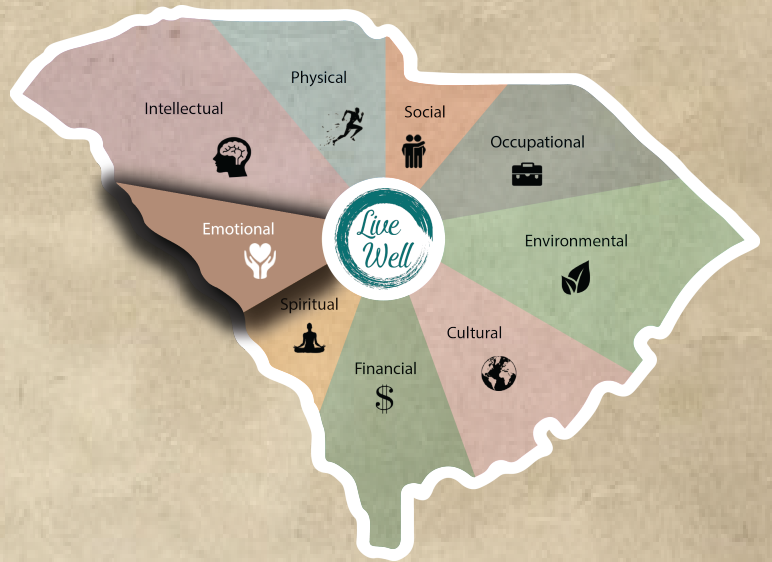 Physical
Intellectual
Social
Occupational
Emotional
Live
Well
Environmental
Spiritual
Cultural
Financial
$